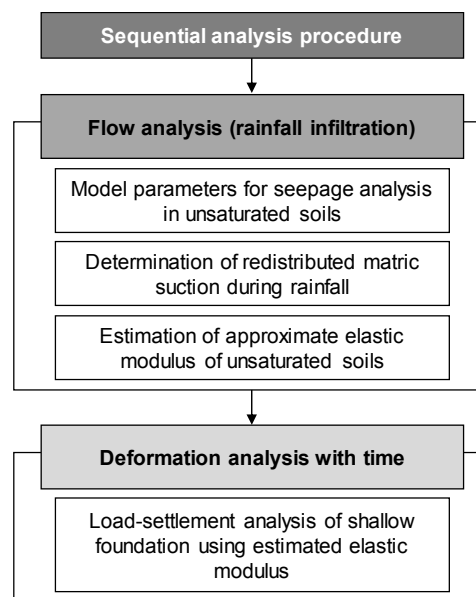 Sequential analysis procedure
Flow analysis (rainfall infiltration)
Model parameters for seepage analysis
in unsaturated soils
Determination of redistributed matric
suction during rainfall
Estimation of approximate elastic
modulus of unsaturated soils
Deformation analysis with time
Load-settlement analysis of shallow
foundation using estimated elastic
modulus